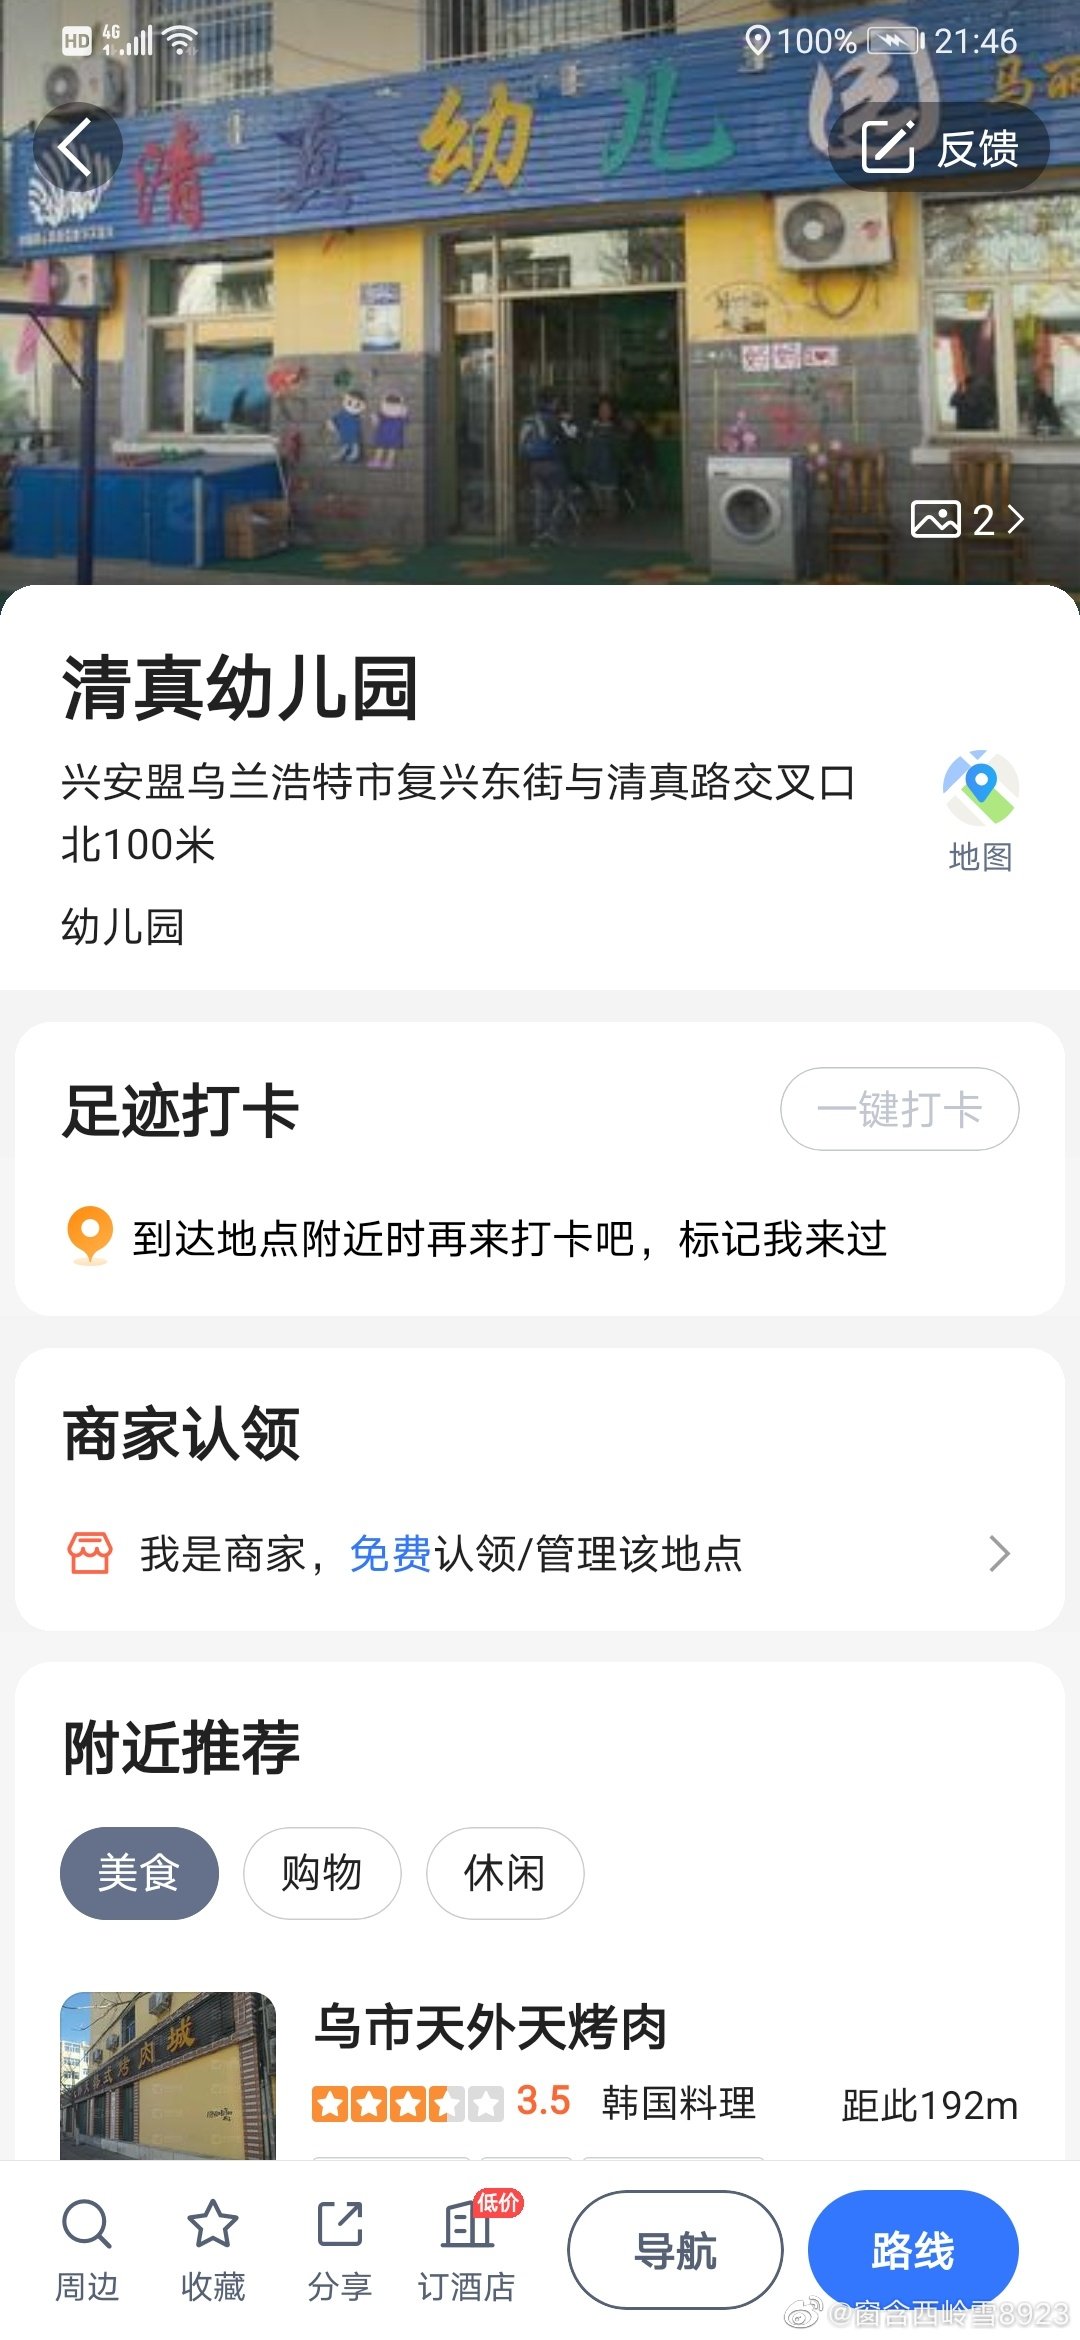 HD 4G 100% 21:46
清真幼儿园
反馈
2
清真幼儿园
兴安盟乌兰浩特市复兴东街与清真路交叉口
北100米
地图
幼儿园
足迹打卡
一键打卡
到达地点附近时再来打卡吧，标记我来过
商家认领
我是商家，免费认领/管理该地点
附近推荐
美食
购物
休闲
烤肉城
乌市天外天烤肉
3.5 韩国料理 距此192m
周边
收藏
分享
低价
订酒店
导航
路线
@窗含西岭雪8923